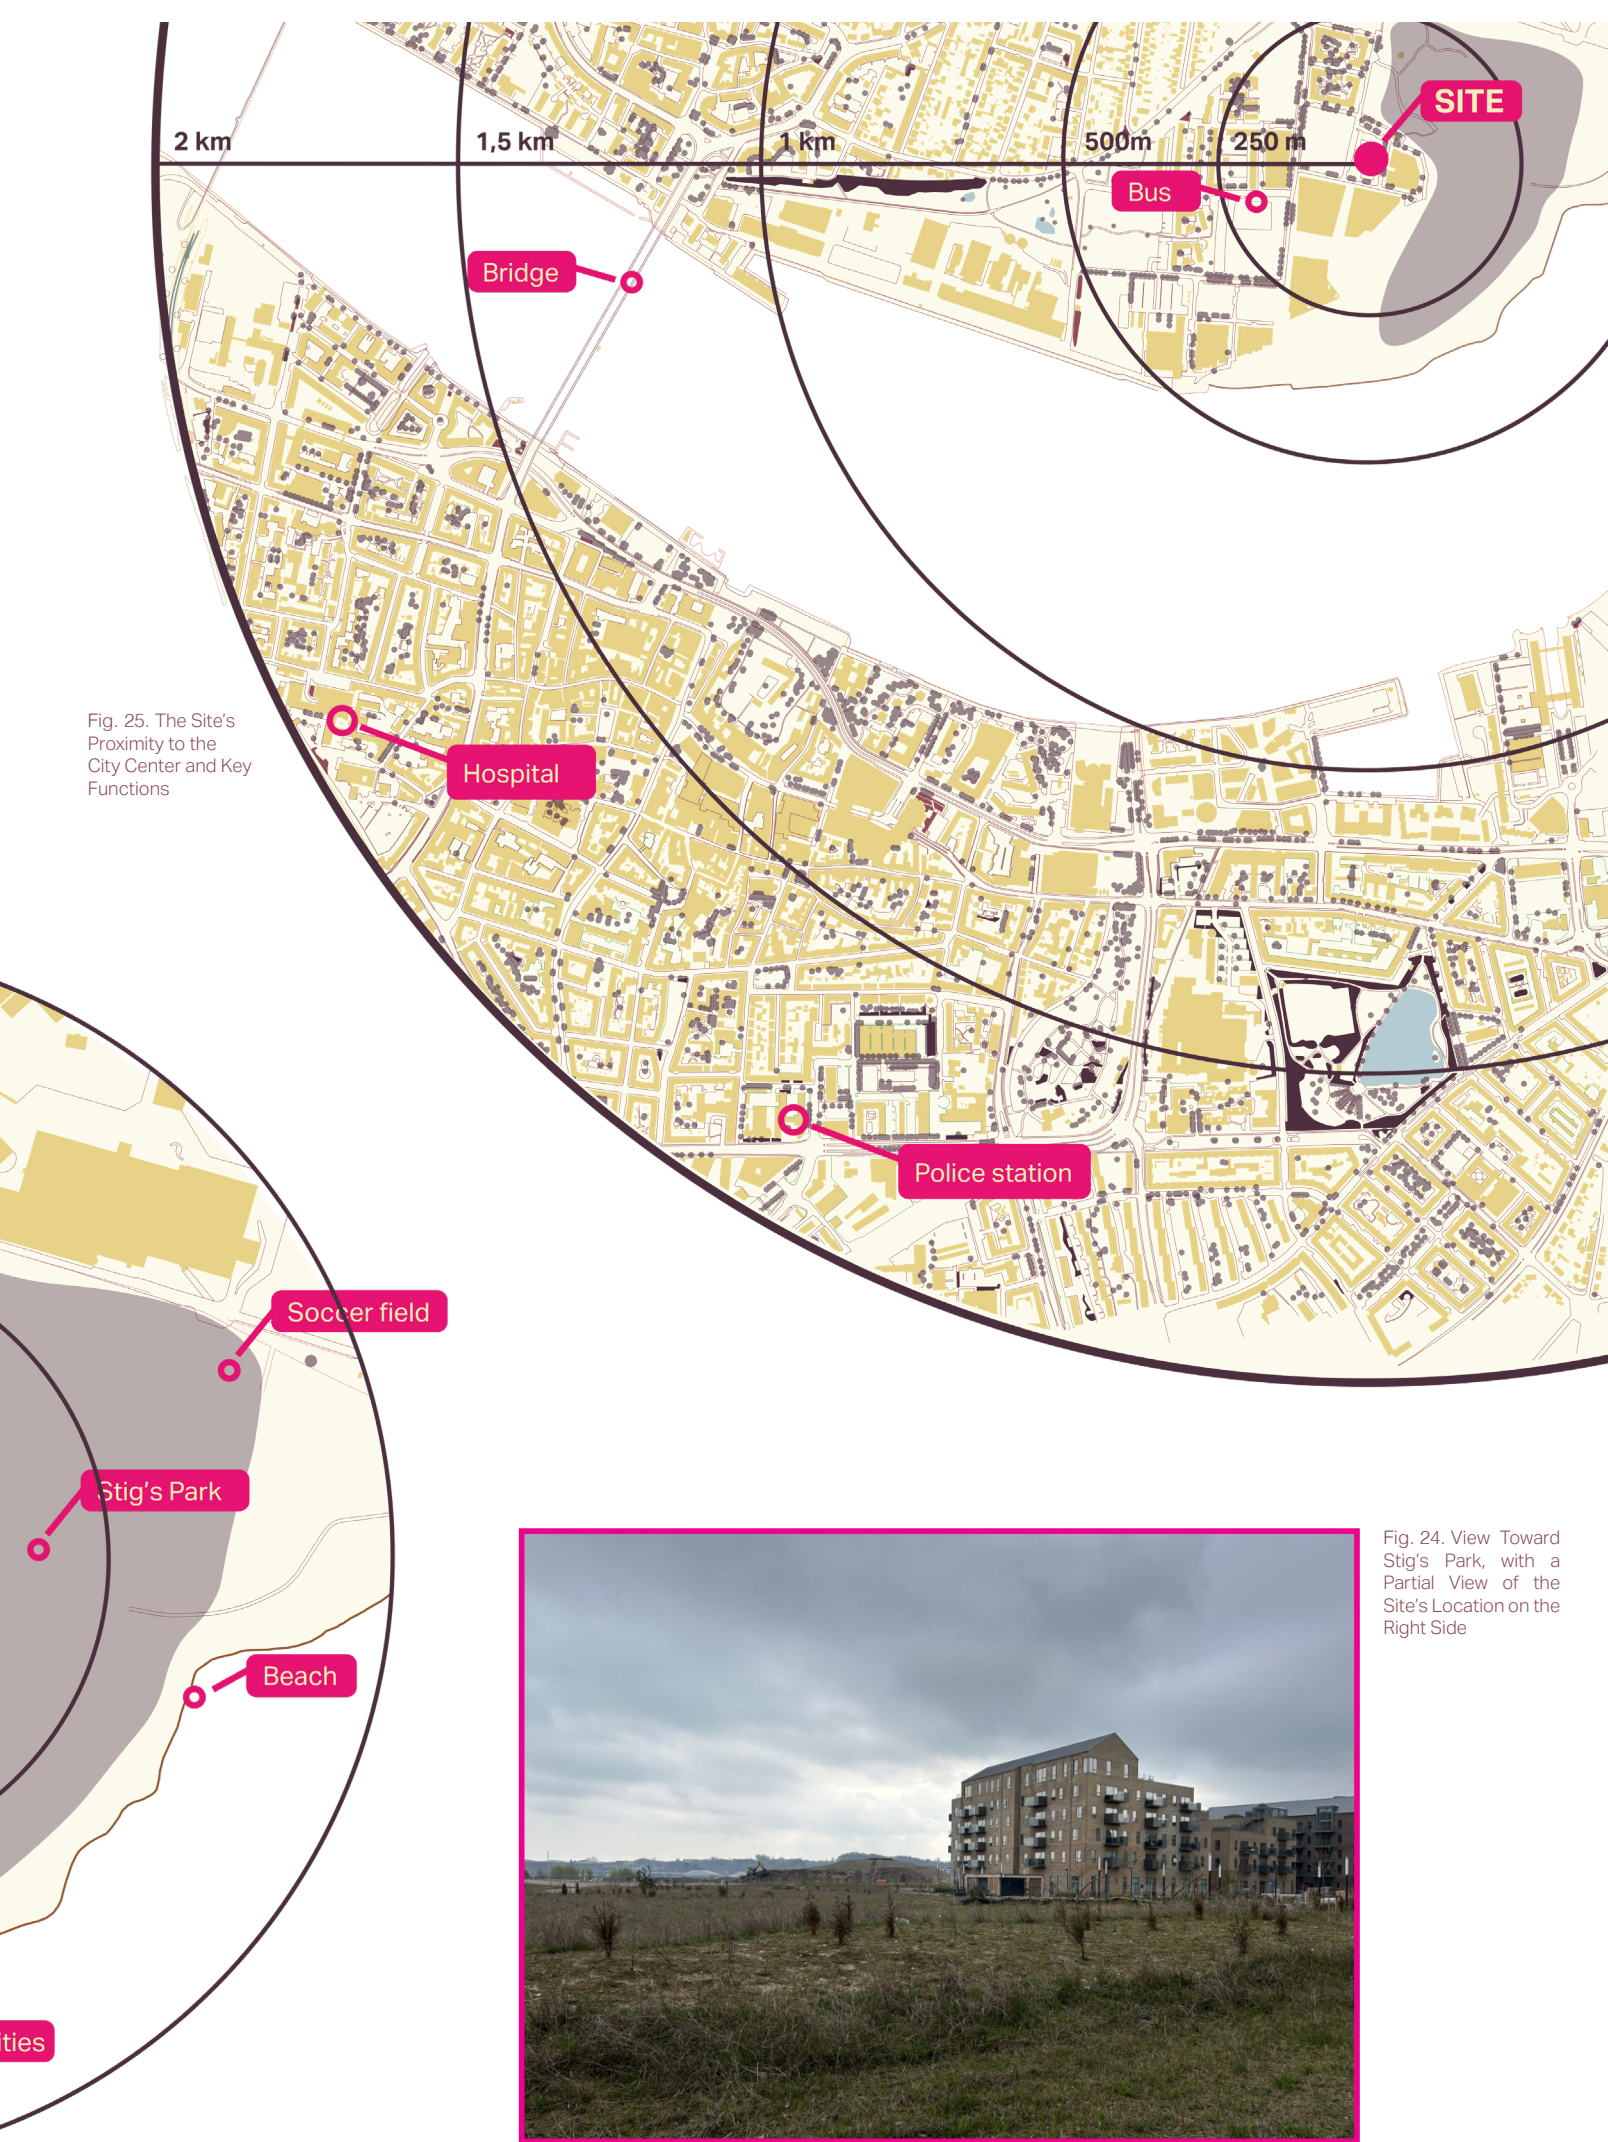 SITE
2 km
1,5 km
1 km
500m
250 m
Bus
Bridge
Fig. 25. The Site's
Proximity to the
City Center and Key
Functions
Hospital
Police station
Soccer field
Stig's Park
Beach
ities
Fig. 24. View Toward
Stig's Park, with a
Partial View of the
Site's Location on the
Right Side